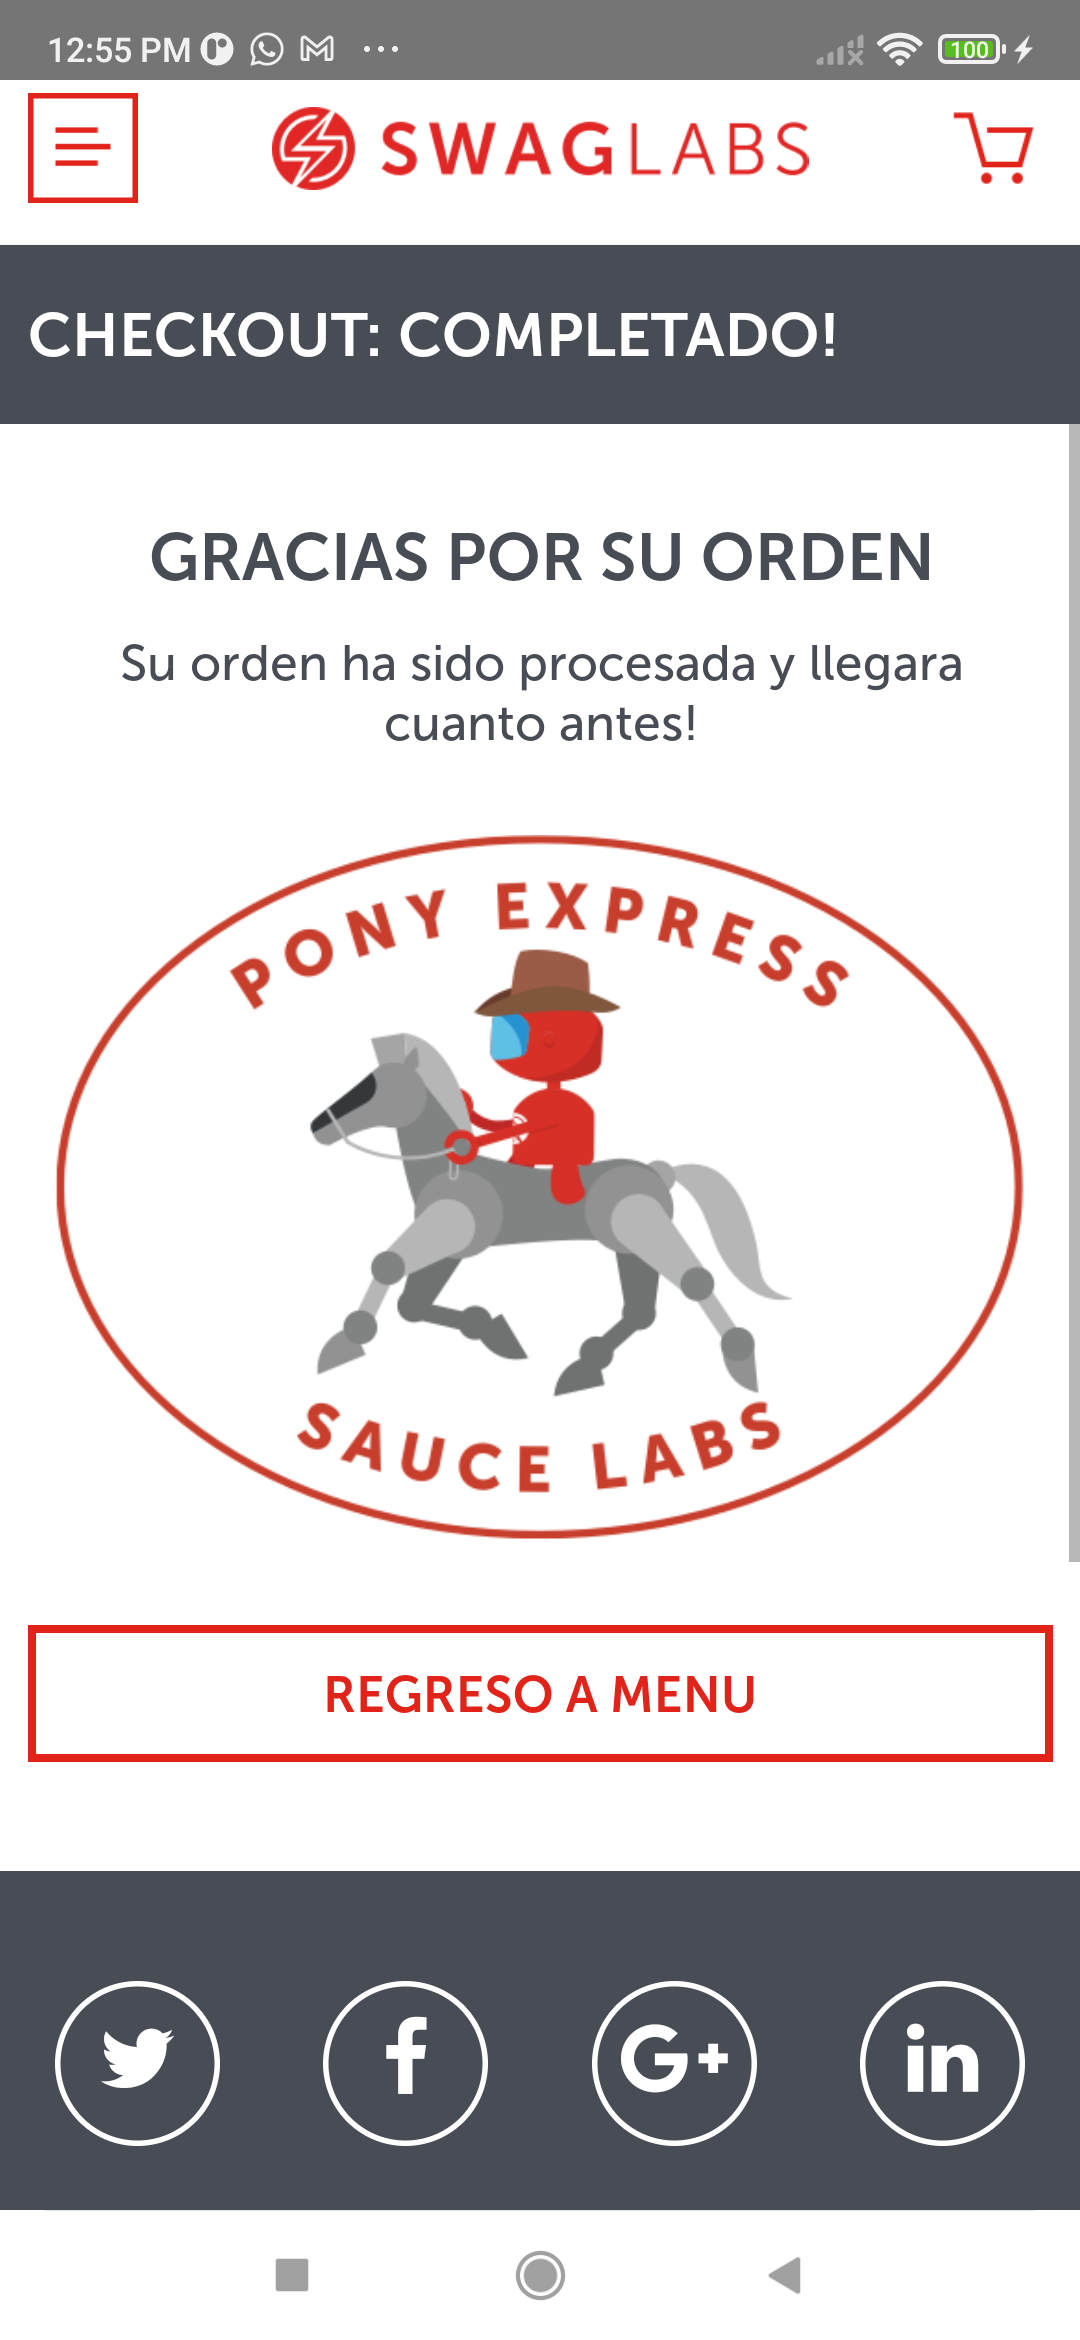 12:55 PM
100
SWAGLABS
CHECKOUT: COMPLETADO!
GRACIAS POR SU ORDEN
Su orden ha sido procesada y llegara
cuanto antes!
PONY EXPRESS
SAUCE LABS
REGRESO A MENU
G+
in